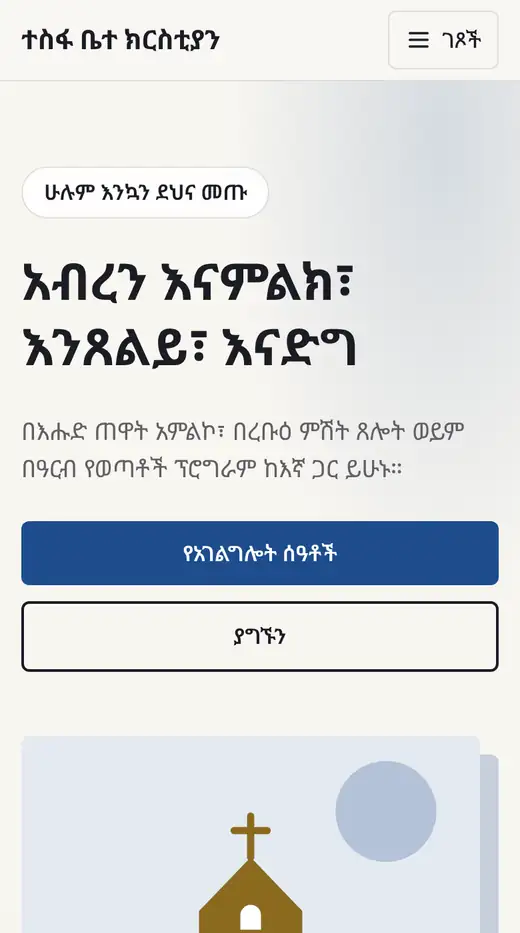 ተስፋ ቤተ ክርስቲያን
ገጾች
ሁሉም እንኳን ደህና መጡ
አብረን እናምልክ፣
እንጸልይ፣ እናድግ
በእሑድ ጠዋት አምልኮ፣ በረቡዕ ምሽት ጸሎት ወይም
በዓርብ የወጣቶች ፕሮግራም ከእኛ ጋር ይሁኑ።
የአገልግሎት ሰዓቶች
ያግኙን